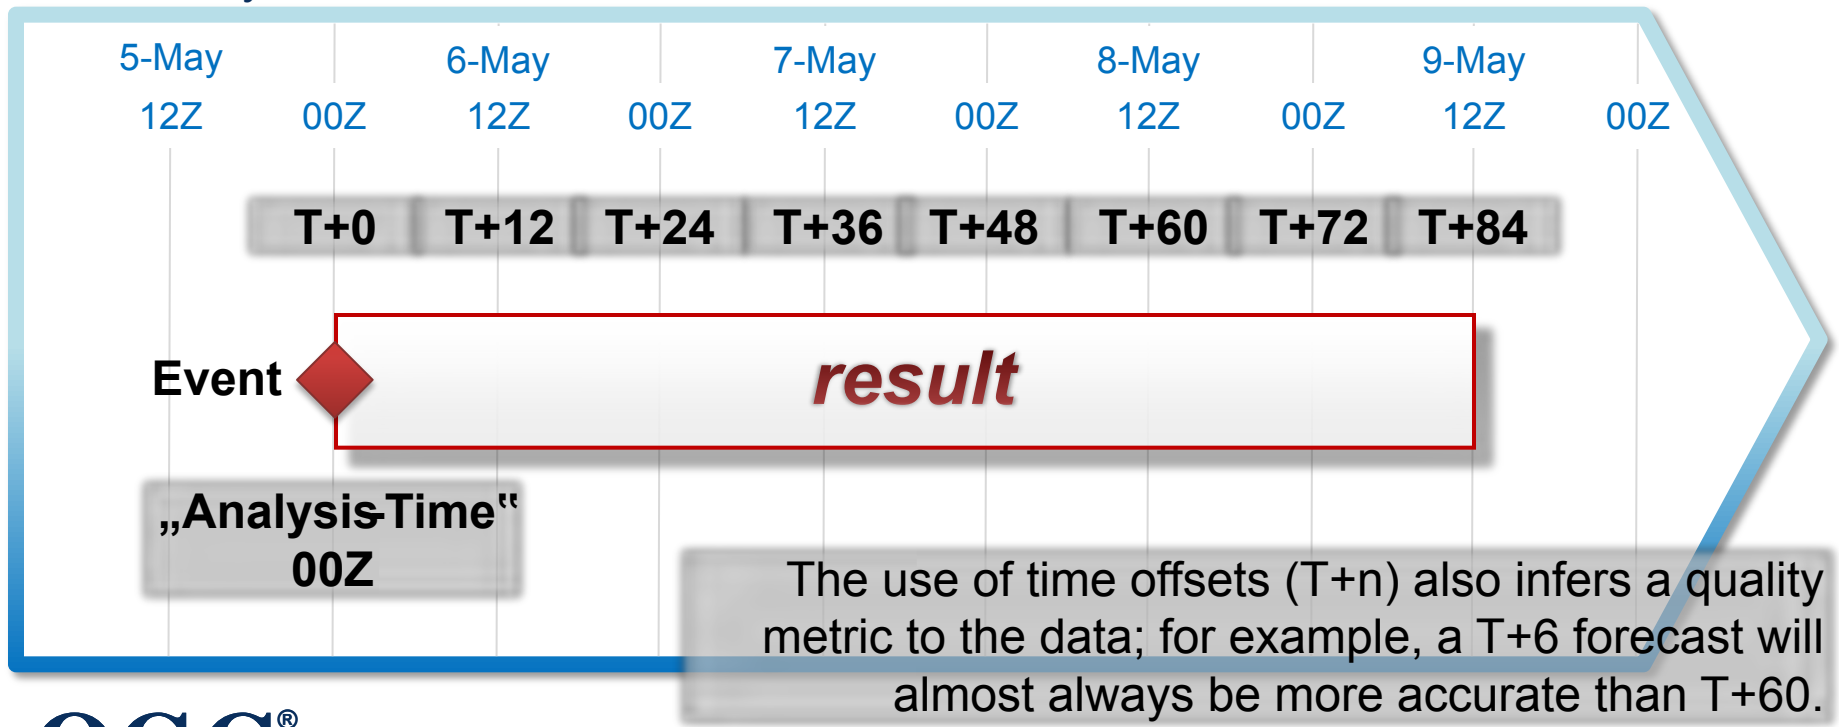 5-May 6-May 7-May 8-May 9-May
12Z 00Z 12Z 00Z 12Z 00Z 12Z 00Z 12Z 00Z
T+0 T+12 T+24 T+36 T+48 T+60 T+72 T+84
Event
result
„Analysis-Time‟
00Z
The use of time offsets (T+n) also infers a quality
metric to the data; for example, a T+6 forecast will
almost always be more accurate than T+60.
®